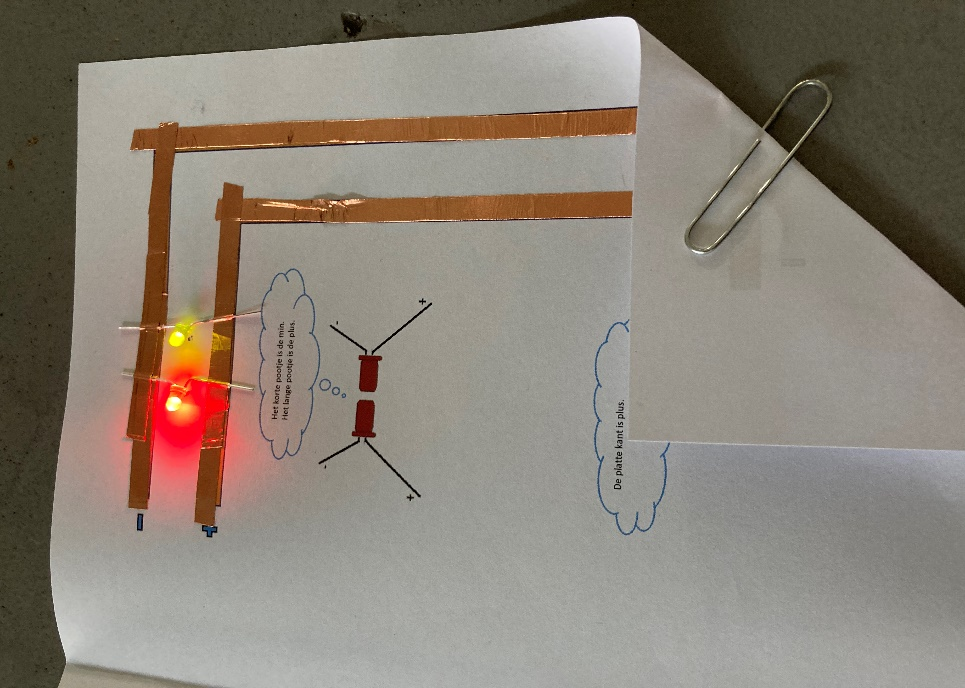 Het korte pootje is de min.
Het lange pootje is de plus.
- +
- +
De platte kant is plus.
-
+